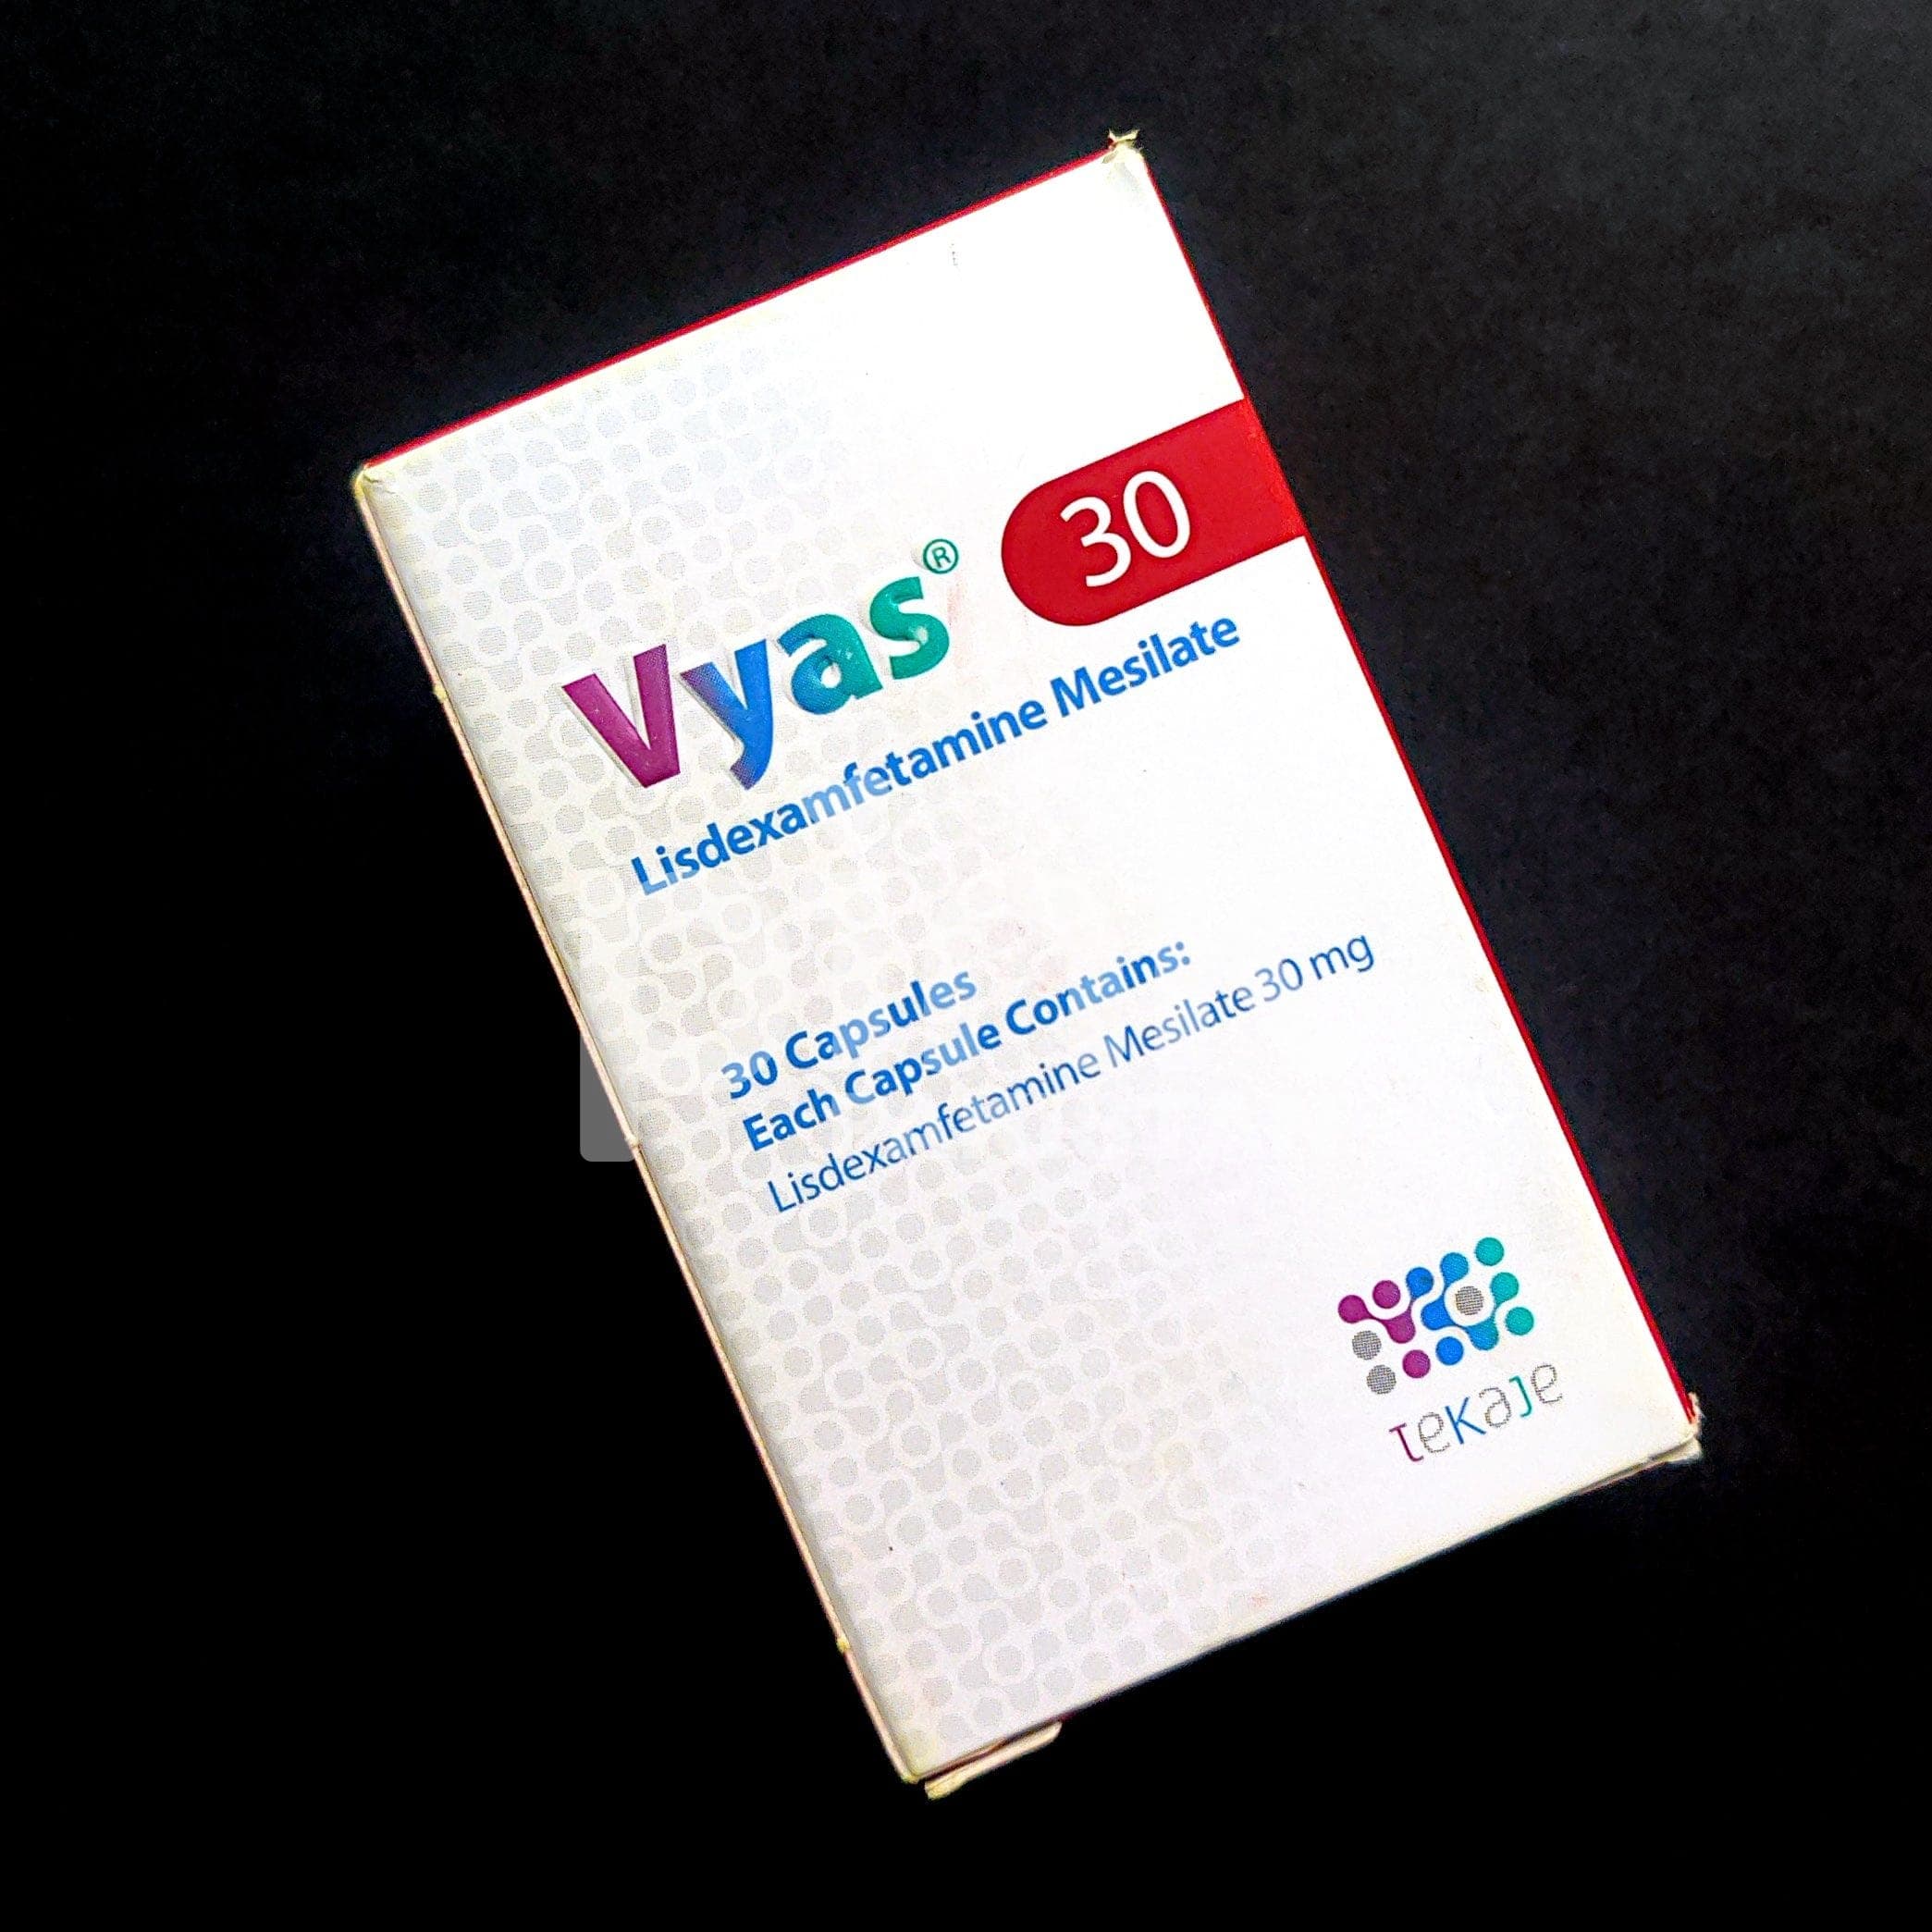 Vyas® 30
Lisdexamfetamine Mesilate
30 Capsules
Each Capsule Contains:
Lisdexamfetamine Mesilate 30 mg
TEKAJE